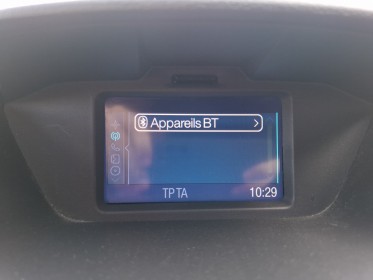 Appareils BT
TP TA 10:29